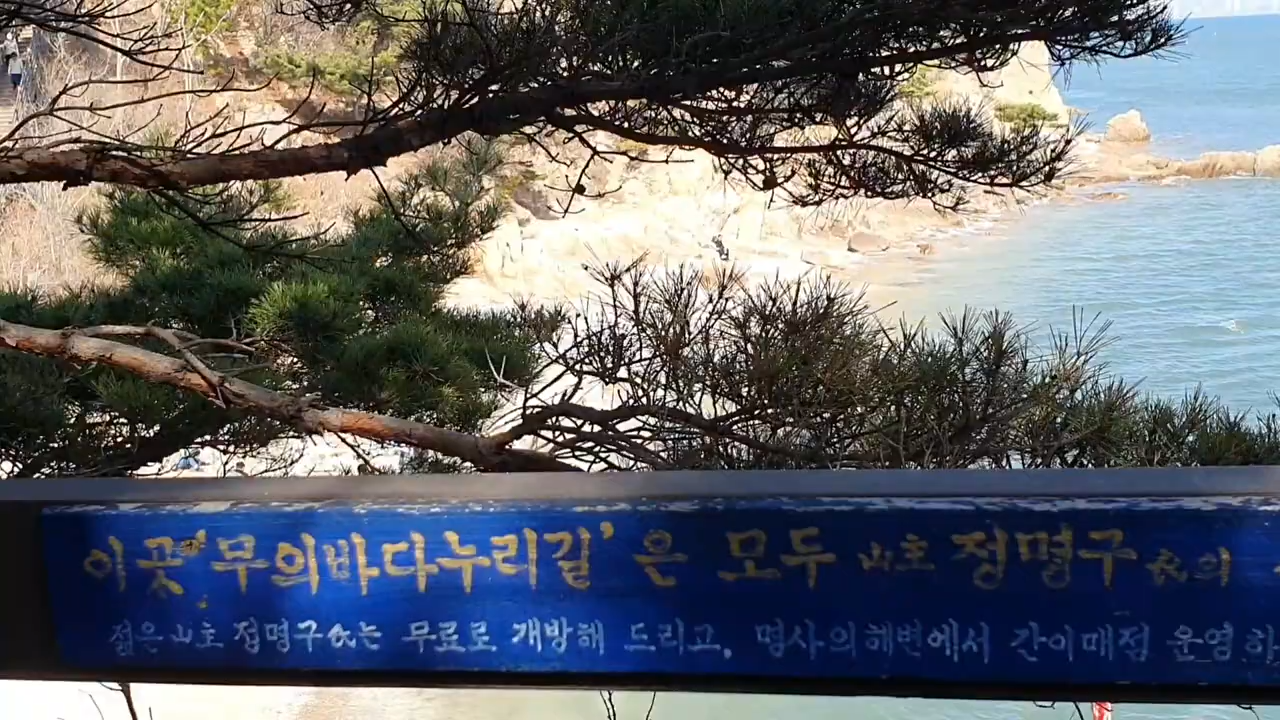 이 곳 '무의바다누리길' 은 모두 山主 정명구 氏의
젊은 山主 정명구氏는 무료로 개방해 드리고, 명사의해변에서 간이매점 운영하